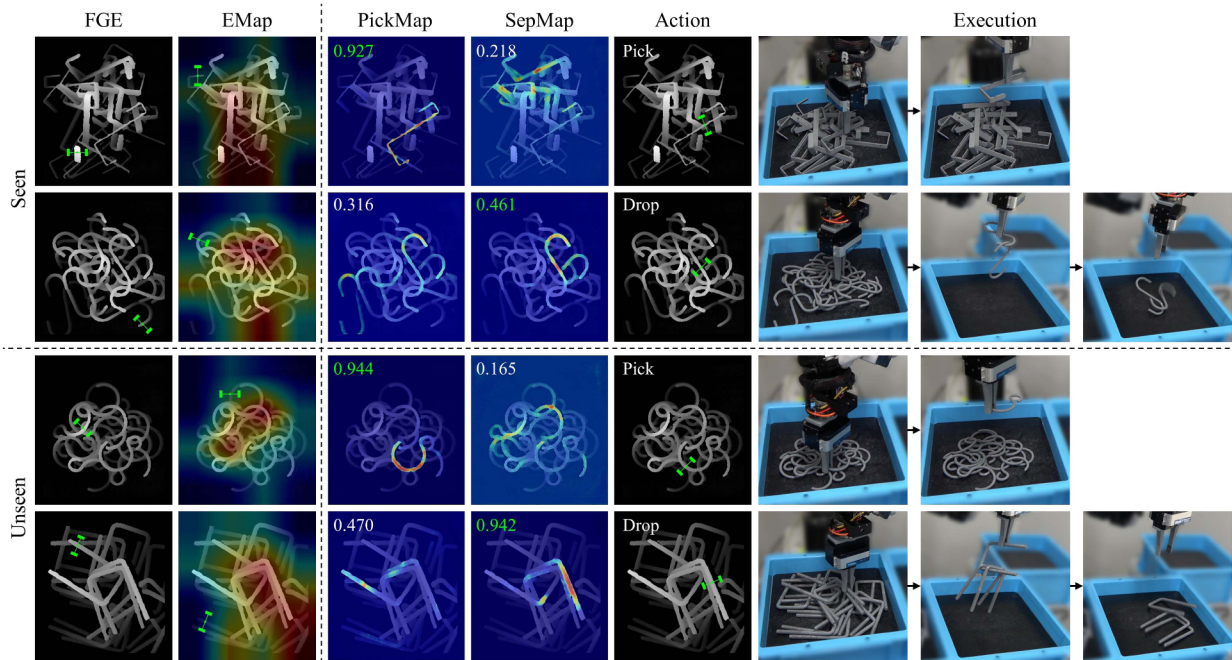 FGE EMap PickMap SepMap Action Execution
Seen
0.927 0.218 Pick
0.316 0.461 Drop
Unseen
0.944 0.165 Pick
0.470 0.942 Drop